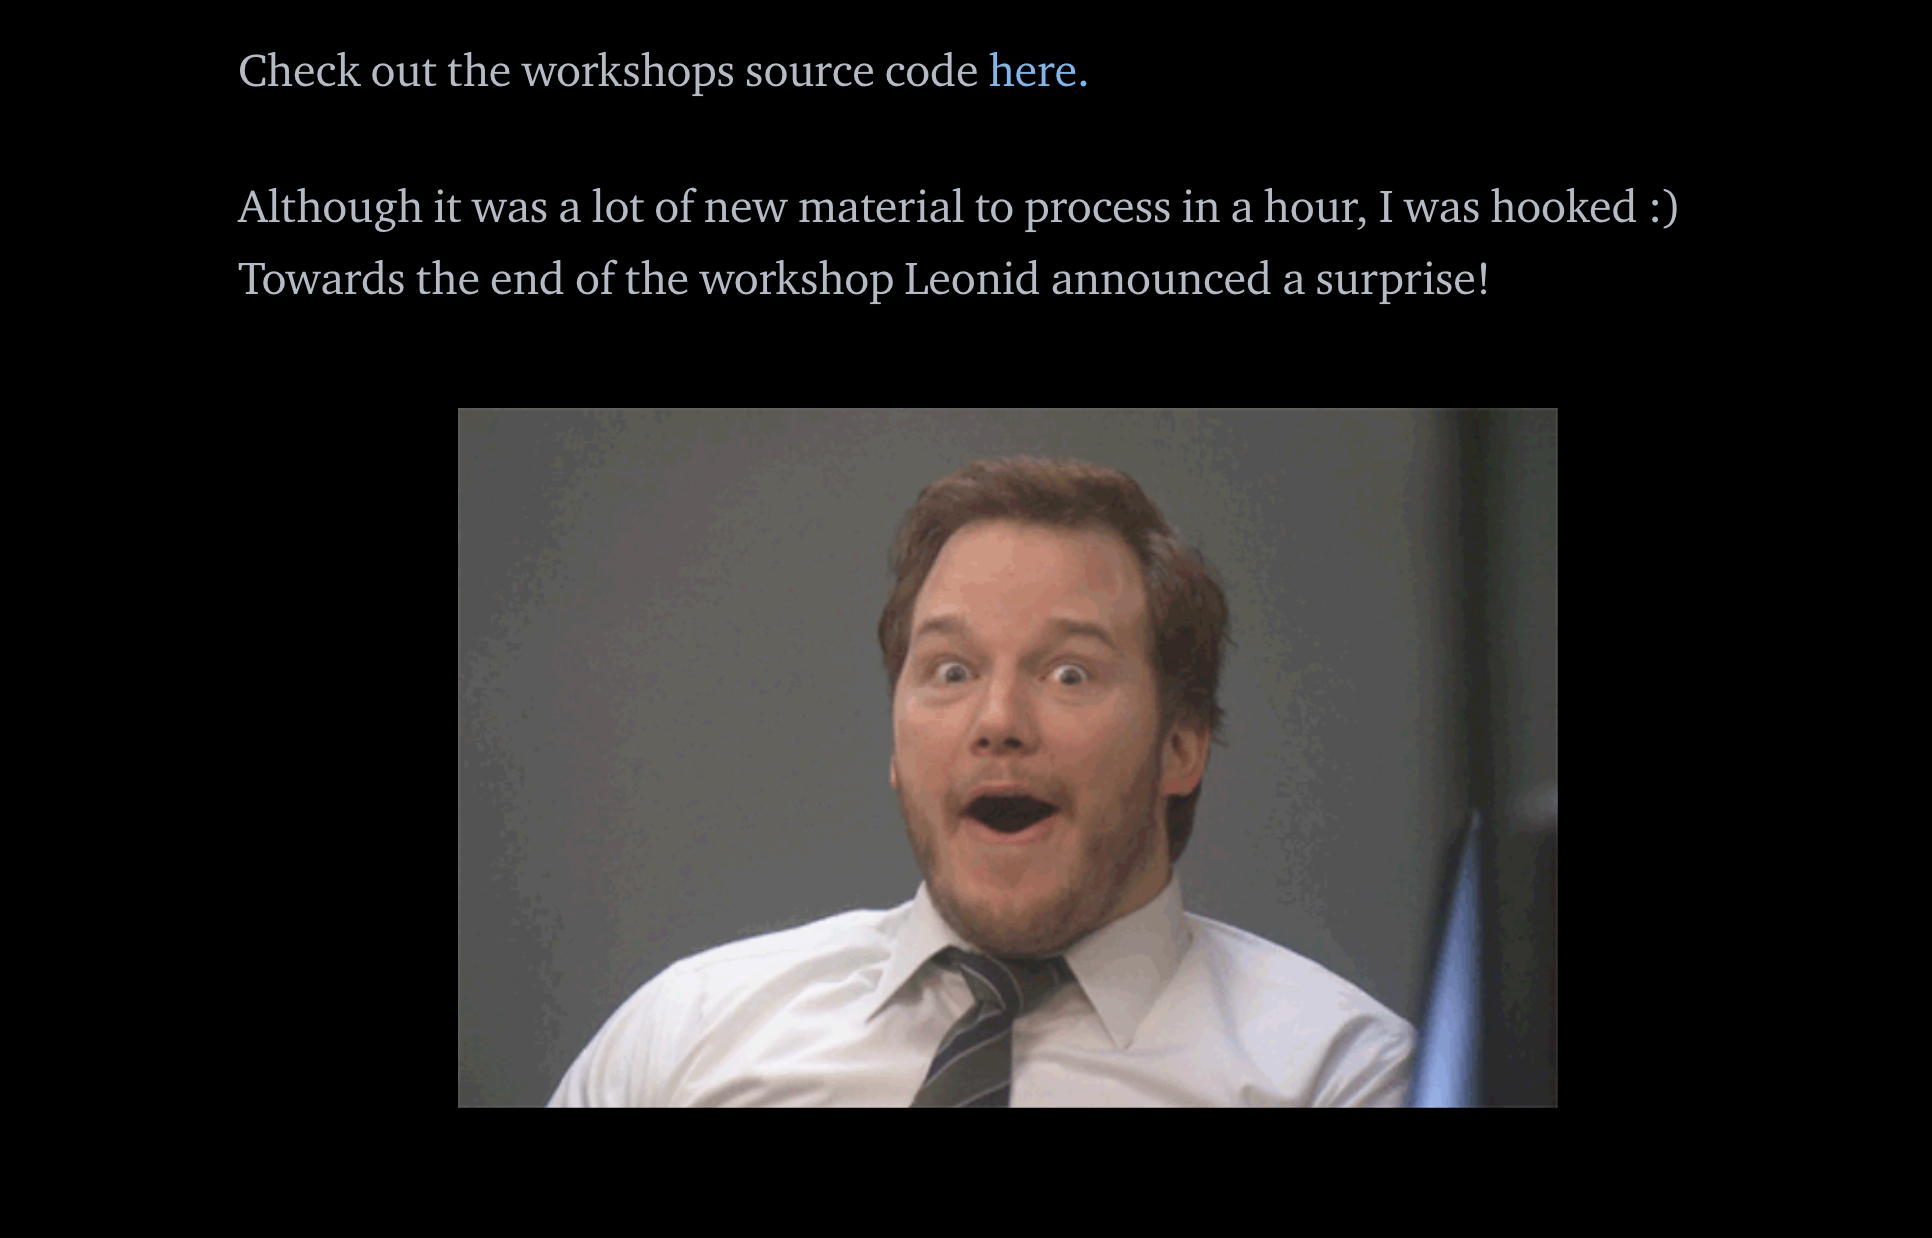 Check out the workshops source code here.
Although it was a lot of new material to process in a hour, I was hooked :)
Towards the end of the workshop Leonid announced a surprise!